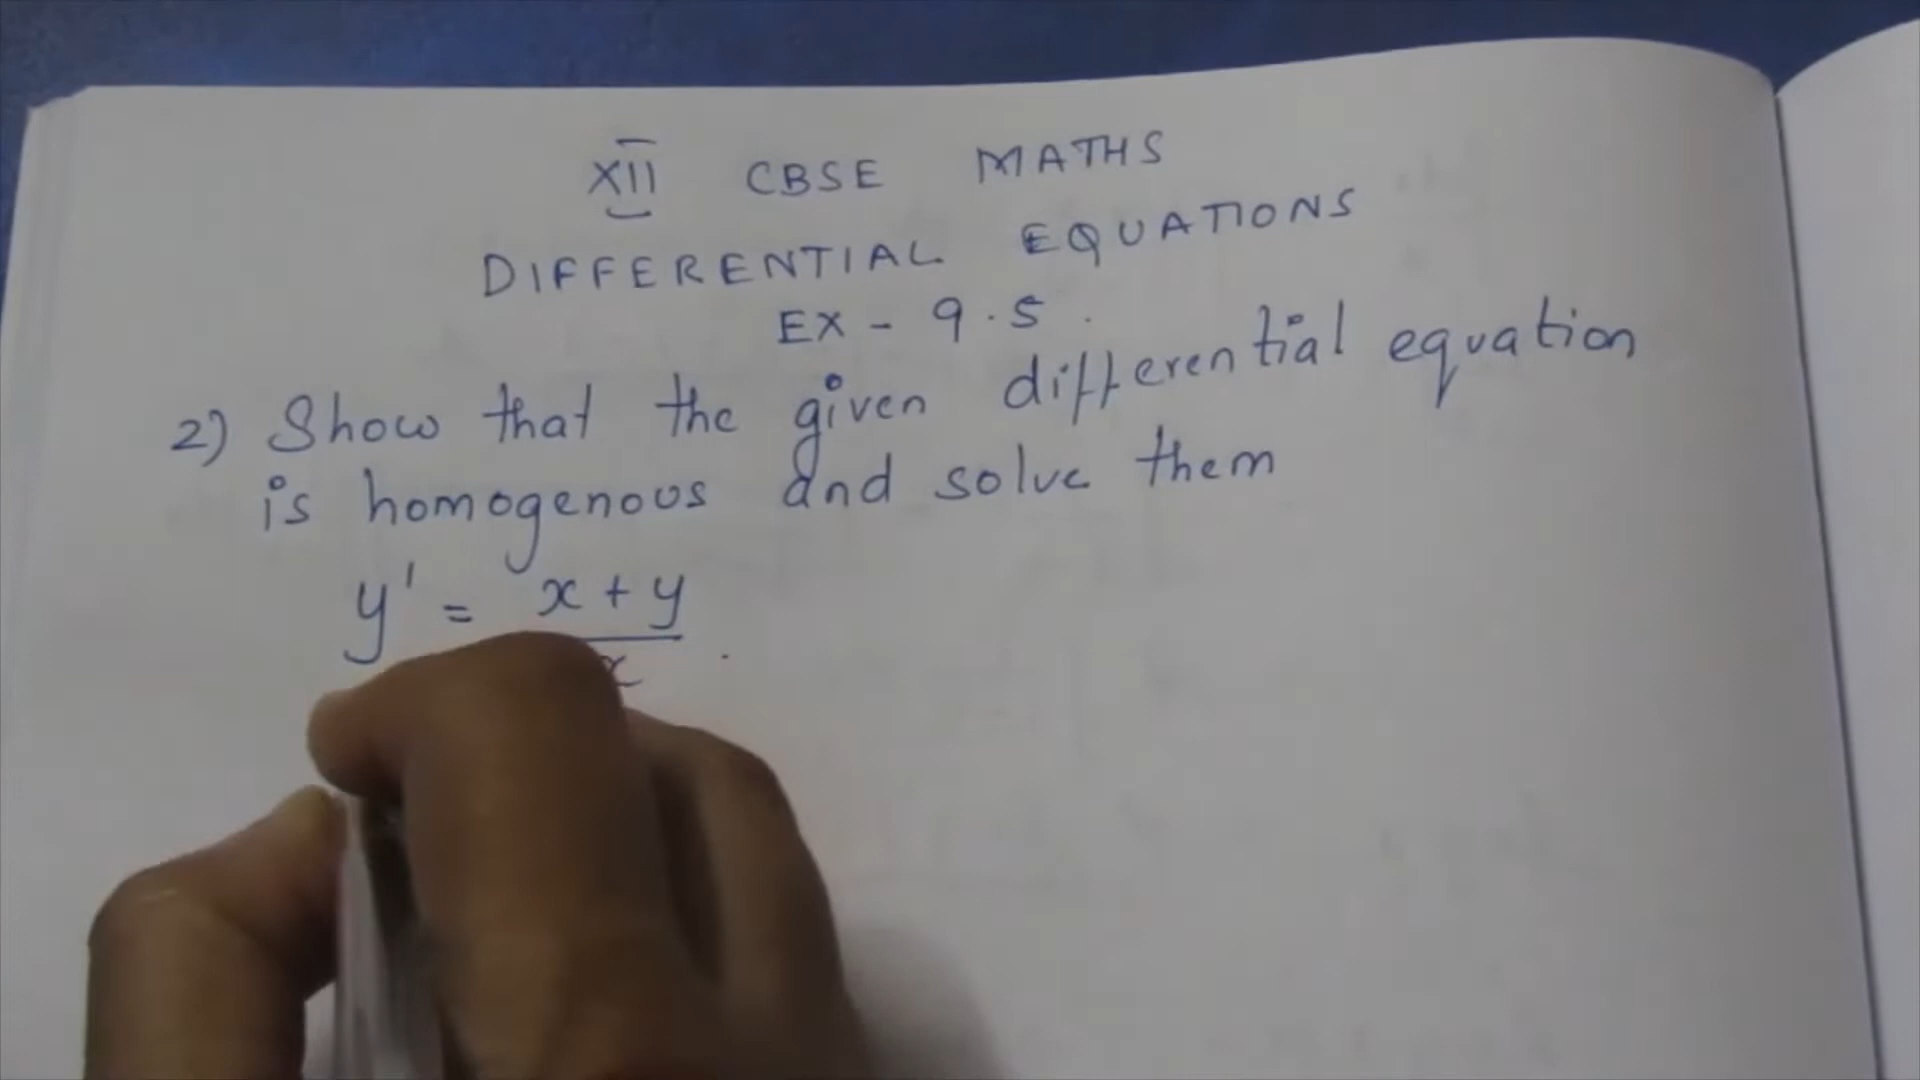 XII CBSE MATHS
DIFFERENTIAL EQUATIONS
EX - 9.5.
2) Show that the given differential equation
is homogenous and solve them
y' = x + y
x .